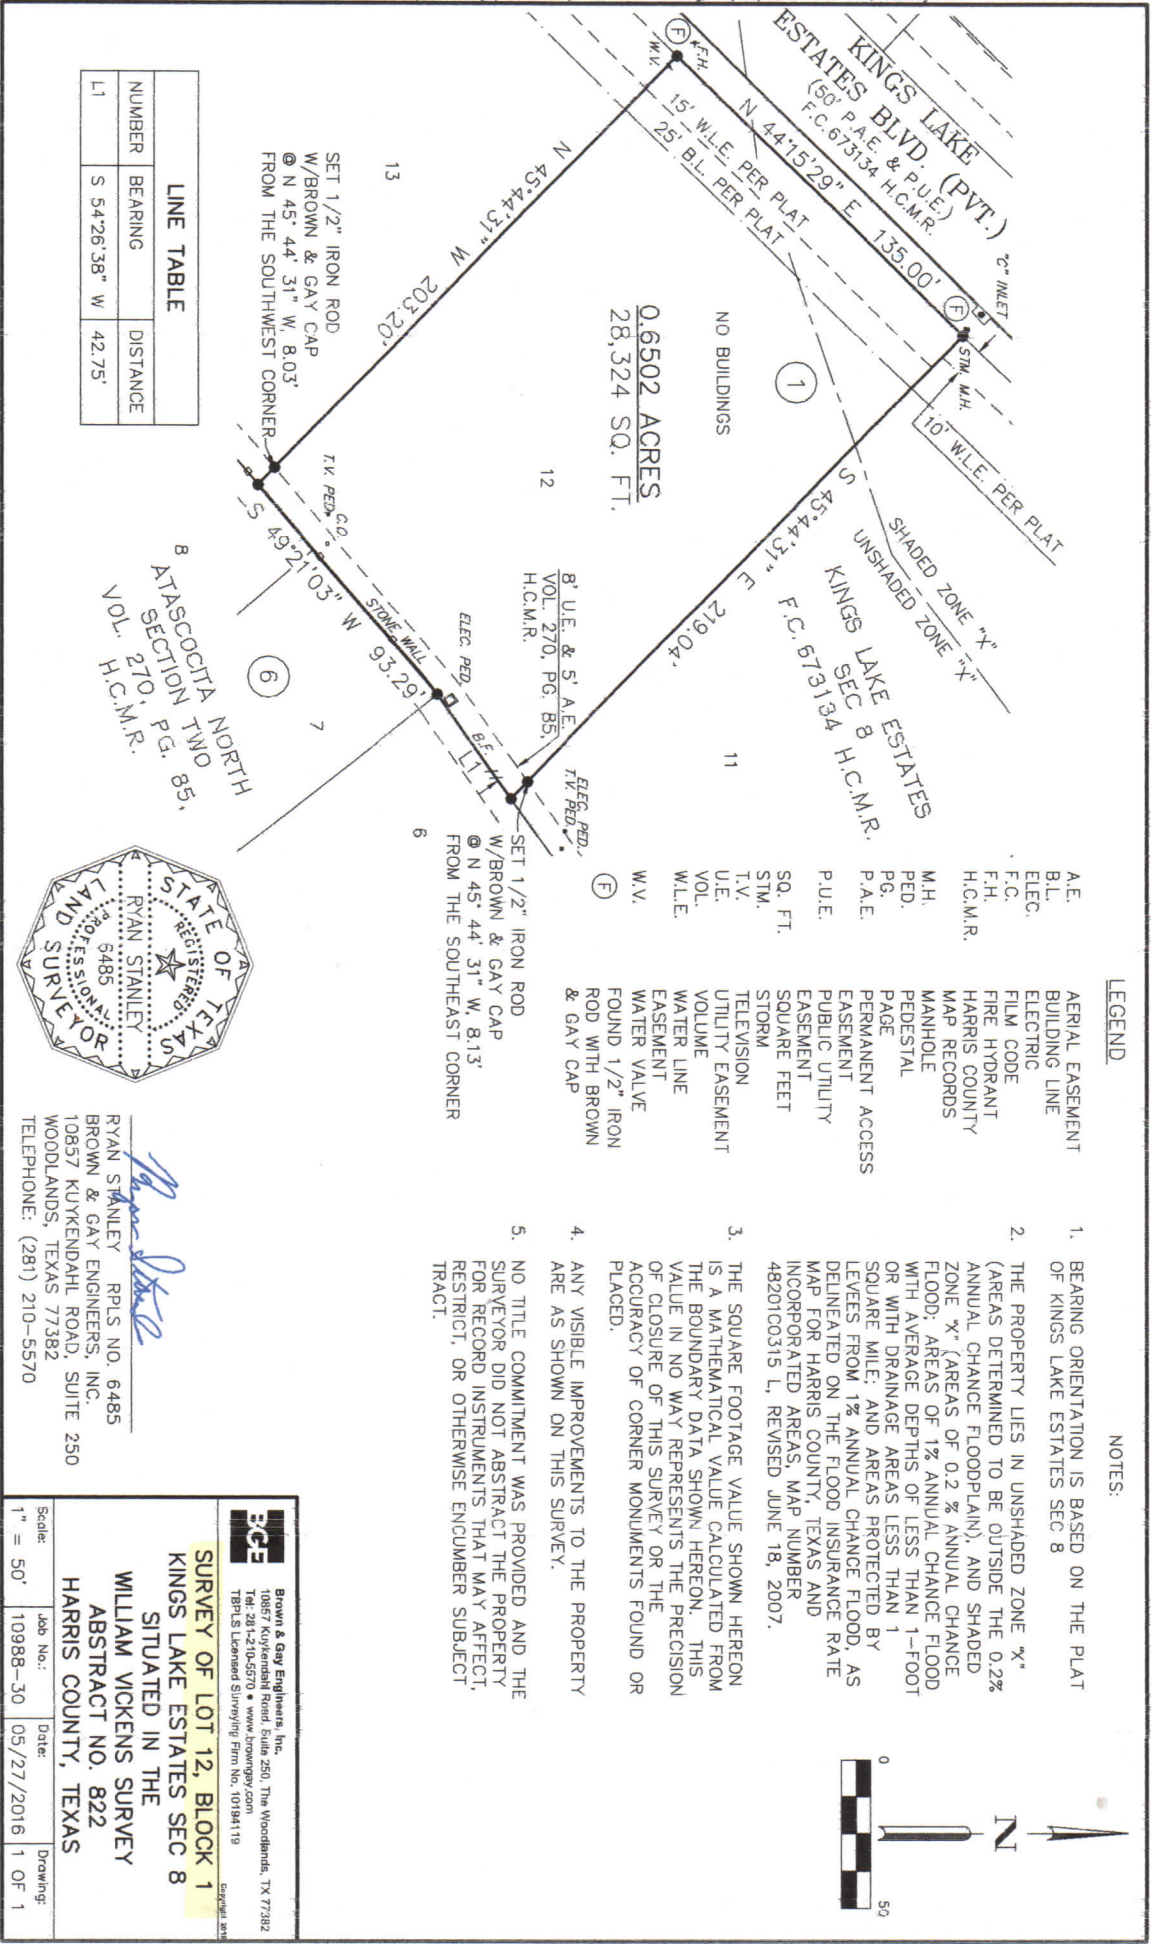 KINGS LAKE
ESTATES BLVD. (PVT.)
(50' P.A.E. & P.U.E.)
F.C. 673134 H.C.M.R.
"C" INLET
F.H.
F
W.V.
N 44°15'29" E 135.00'
15' W.L.E. PER PLAT
25' B.L. PER PLAT
F
STM. M.H.
10' W.L.E. PER PLAT
SHADED ZONE "X"
UNSHADED ZONE "X"
KINGS LAKE ESTATES
SEC 8
F.C. 673134 H.C.M.R.
NO BUILDINGS
1
0.6502 ACRES
28,324 SQ. FT.
N 45°44'31" W 203.20'
S 45°44'31" E 219.04'
13
12
11
8' U.E. & 5' A.E.
VOL. 270, PG. 85,
H.C.M.R.
SET 1/2" IRON ROD
W/BROWN & GAY CAP
@ N 45° 44' 31" W, 8.03'
FROM THE SOUTHWEST CORNER
T.V. PED.
C.O.
STONE WALL
ELEC. PED.
B.F.
L1
ELEC. PED.
T.V. PED.
S 49°21'03" W 93.29'
SET 1/2" IRON ROD
W/BROWN & GAY CAP
@ N 45° 44' 31" W, 8.13'
FROM THE SOUTHEAST CORNER
6
7
6
8
ATASCOCITA NORTH
SECTION TWO
VOL. 270, PG. 85,
H.C.M.R.
LINE TABLE
NUMBER BEARING DISTANCE
L1 S 54°26'38" W 42.75'
LEGEND
A.E. AERIAL EASEMENT
B.L. BUILDING LINE
ELEC. ELECTRIC
F.C. FILM CODE
F.H. FIRE HYDRANT
H.C.M.R. HARRIS COUNTY
MAP RECORDS
M.H. MANHOLE
PED. PEDESTAL
PG. PAGE
P.A.E. PERMANENT ACCESS
EASEMENT
P.U.E. PUBLIC UTILITY
EASEMENT
SQ. FT. SQUARE FEET
STM. STORM
T.V. TELEVISION
U.E. UTILITY EASEMENT
VOL. VOLUME
W.L.E. WATER LINE
EASEMENT
W.V. WATER VALVE
F FOUND 1/2" IRON
ROD WITH BROWN
& GAY CAP
NOTES:
1. BEARING ORIENTATION IS BASED ON THE PLAT
OF KINGS LAKE ESTATES SEC 8
2. THE PROPERTY LIES IN UNSHADED ZONE "X"
(AREAS DETERMINED TO BE OUTSIDE THE 0.2%
ANNUAL CHANCE FLOODPLAIN), AND SHADED
ZONE "X" (AREAS OF 0.2 % ANNUAL CHANCE
FLOOD; AREAS OF 1% ANNUAL CHANCE FLOOD
WITH AVERAGE DEPTHS OF LESS THAN 1-FOOT
OR WITH DRAINAGE AREAS LESS THAN 1
SQUARE MILE; AND AREAS PROTECTED BY
LEVEES FROM 1% ANNUAL CHANCE FLOOD, AS
DELINEATED ON THE FLOOD INSURANCE RATE
MAP FOR HARRIS COUNTY, TEXAS AND
INCORPORATED AREAS, MAP NUMBER
48201C0315 L, REVISED JUNE 18, 2007.
3. THE SQUARE FOOTAGE VALUE SHOWN HEREON
IS A MATHEMATICAL VALUE CALCULATED FROM
THE BOUNDARY DATA SHOWN HEREON. THIS
VALUE IN NO WAY REPRESENTS THE PRECISION
OF CLOSURE OF THIS SURVEY OR THE
ACCURACY OF CORNER MONUMENTS FOUND OR
PLACED.
4. ANY VISIBLE IMPROVEMENTS TO THE PROPERTY
ARE AS SHOWN ON THIS SURVEY.
5. NO TITLE COMMITMENT WAS PROVIDED AND THE
SURVEYOR DID NOT ABSTRACT THE PROPERTY
FOR RECORD INSTRUMENTS THAT MAY AFFECT,
RESTRICT, OR OTHERWISE ENCUMBER SUBJECT
TRACT.
N
0 50
STATE OF TEXAS
REGISTERED
RYAN STANLEY
6485
PROFESSIONAL
LAND SURVEYOR
RYAN STANLEY RPLS NO. 6485
BROWN & GAY ENGINEERS, INC.
10857 KUYKENDAHL ROAD, SUITE 250
WOODLANDS, TEXAS 77382
TELEPHONE: (281) 210-5570
BGE
Brown & Gay Engineers, Inc.
10857 Kuykendahl Road, Suite 250, The Woodlands, TX 77382
Tel: 281-210-5570 • www.browngay.com
TBPLS Licensed Surveying Firm No. 10194119
Copyright 2016
SURVEY OF LOT 12, BLOCK 1
KINGS LAKE ESTATES SEC 8
SITUATED IN THE
WILLIAM VICKENS SURVEY
ABSTRACT NO. 822
HARRIS COUNTY, TEXAS
Scale: Job No.: Date: Drawing:
1" = 50' 10988-30 05/27/2016 1 OF 1